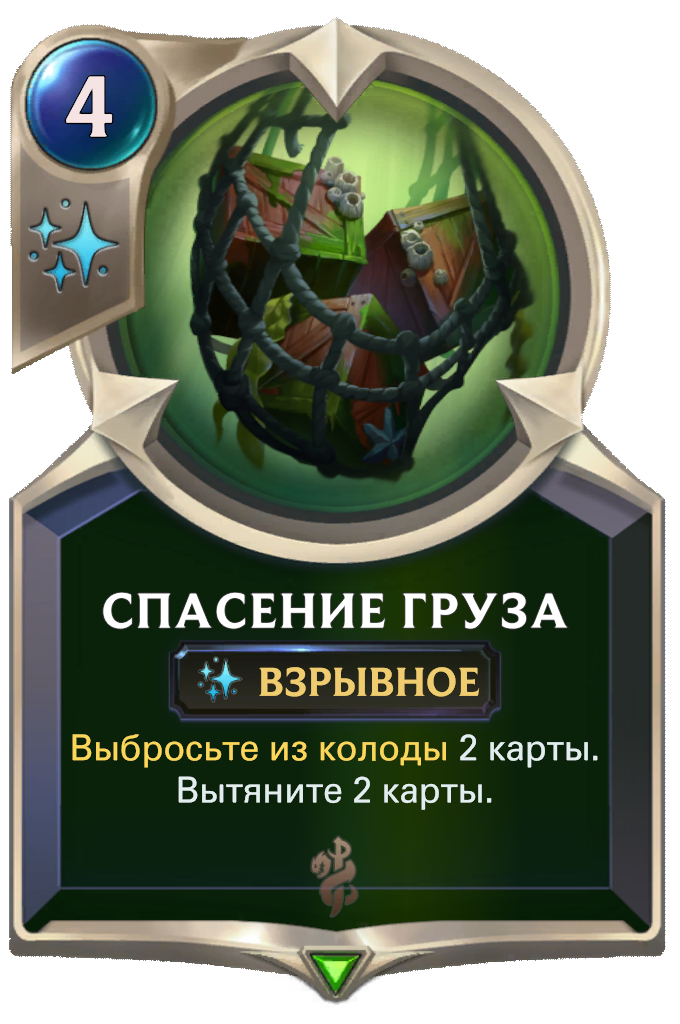 4
СПАСЕНИЕ ГРУЗА
ВЗРЫВНОЕ
Выбросьте из колоды 2 карты.
Вытяните 2 карты.